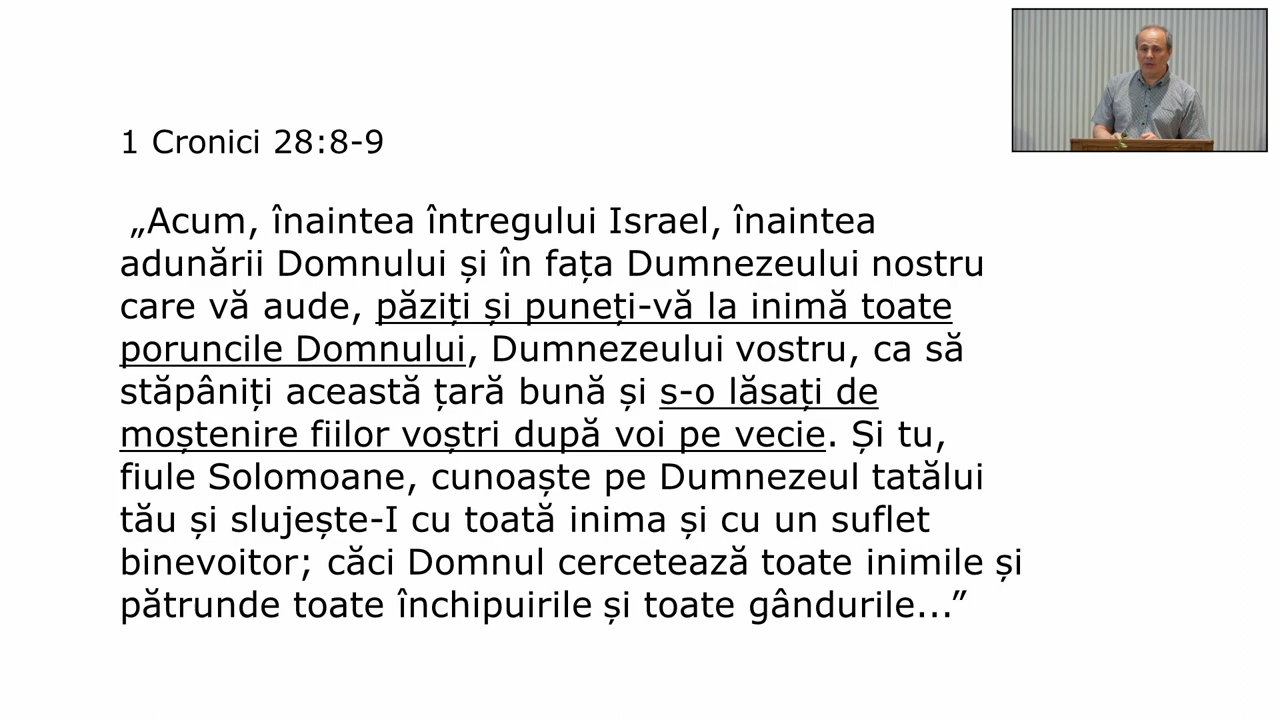 1 Cronici 28:8-9
„Acum, înaintea întregului Israel, înaintea
adunării Domnului și în fața Dumnezeului nostru
care vă aude, păziți și puneți-vă la inimă toate
poruncile Domnului, Dumnezeului vostru, ca să
stăpâniți această țară bună și s-o lăsați de
moștenire fiilor voștri după voi pe vecie. Și tu,
fiule Solomoane, cunoaște pe Dumnezeul tatălui
tău și slujește-I cu toată inima și cu un suflet
binevoitor; căci Domnul cercetează toate inimile și
pătrunde toate închipuirile și toate gândurile...”